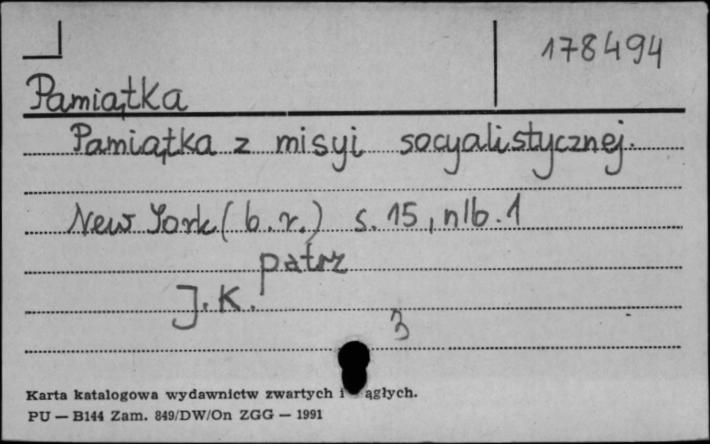 178494
Pamiątka
Pamiątka z misyi socyalistycznej.
New York (b.r.) s. 15, nlb. 1
patrz
J. K.
3
Karta katalogowa wydawnictw zwartych i ągłych.
PU — B144 Zam. 849/DW/On ZGG — 1991